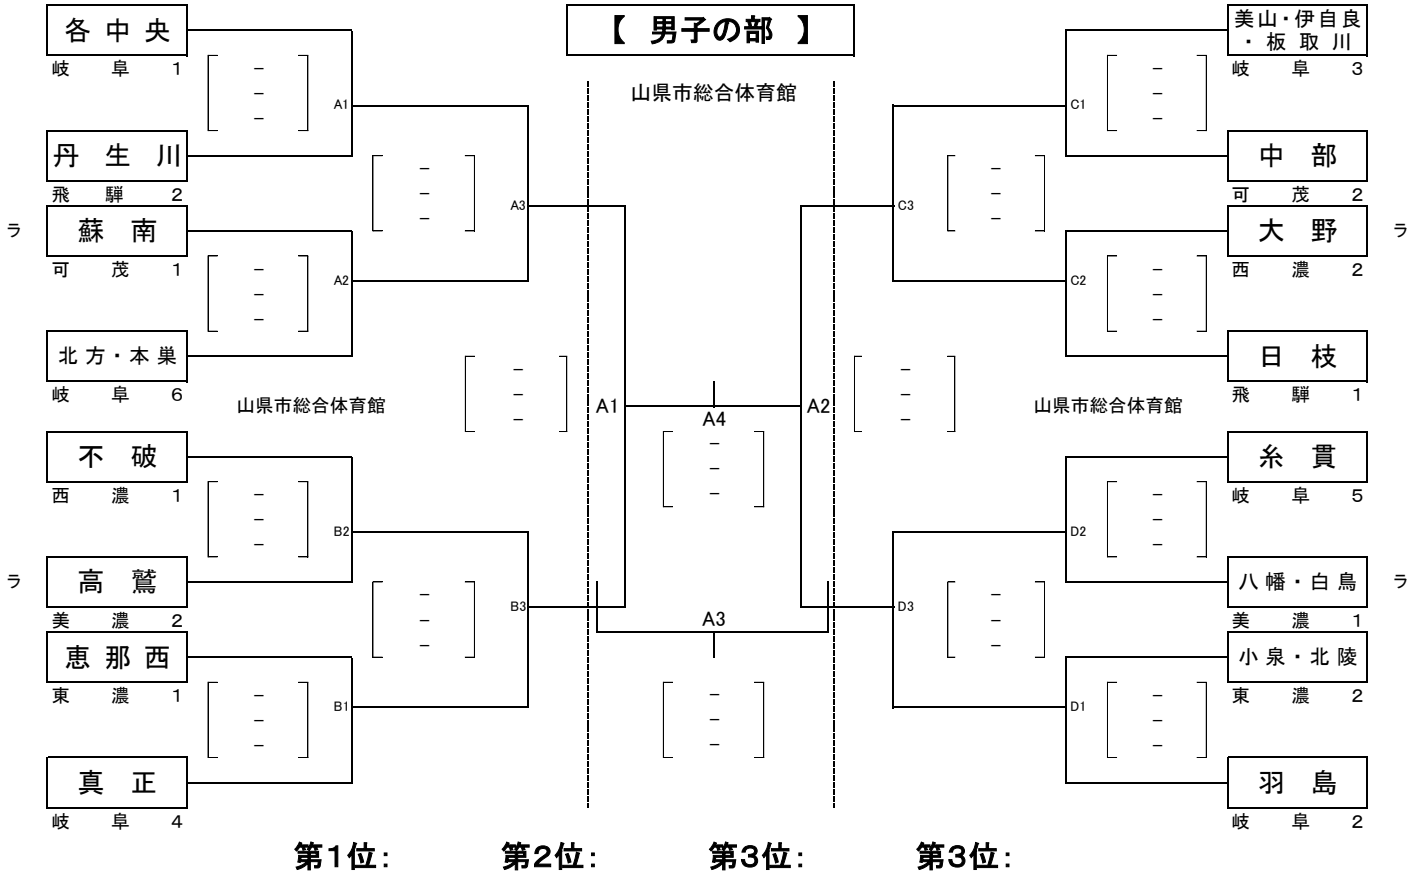 【 男子の部 】
山県市総合体育館
各中央
岐阜1
A1
丹生川
飛騨2
A3
ラ
蘇南
可茂1
A2
北方・本巣
岐阜6
山県市総合体育館
不破
西濃1
B2
ラ
高鷲
美濃2
B3
恵那西
東濃1
B1
真正
岐阜4
A1
A4
A2
A3
美山・伊自良
・板取川
岐阜3
C1
中部
可茂2
C3
大野
ラ
西濃2
C2
日枝
飛騨1
山県市総合体育館
糸貫
岐阜5
D2
八幡・白鳥
ラ
美濃1
D3
小泉・北陵
東濃2
D1
羽島
岐阜2
第1位:
第2位:
第3位:
第3位: